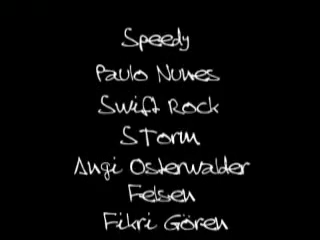 Speedy
Paulo Nunes
Swift Rock
STorm
Angi Osterwalder
Felsen
Fikri Gören